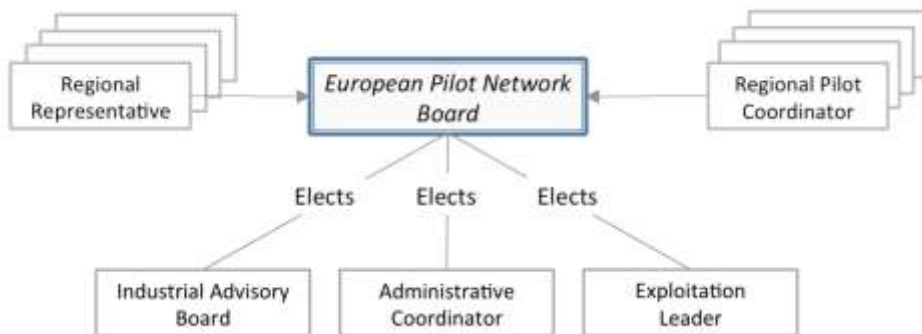 Regional
Representative
European Pilot Network
Board
Regional Pilot
Coordinator
Elects
Elects
Elects
Industrial Advisory
Board
Administrative
Coordinator
Exploitation
Leader